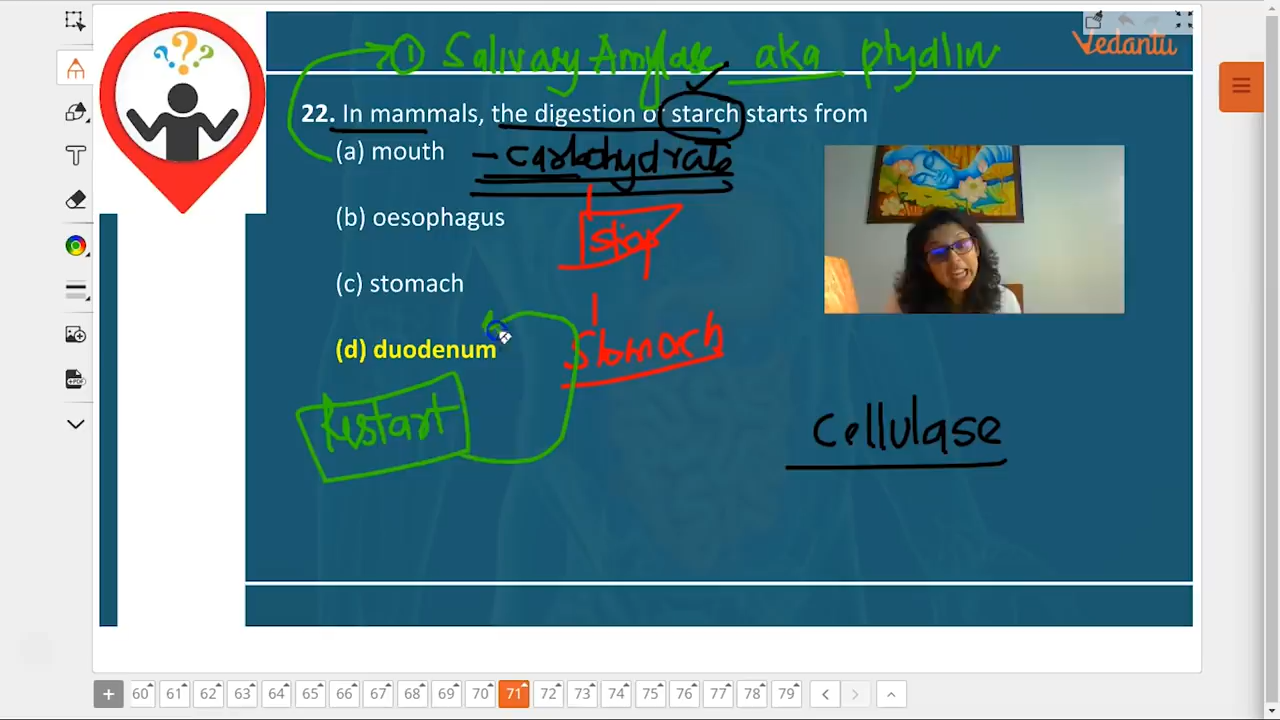 ① Salivary Amylase aka phyalin
Vedantu
22. In mammals, the digestion of starch starts from
(a) mouth
– carbohydrate
(b) oesophagus
stop
(c) stomach
stomach
(d) duodenum
Restart
cellulase
60 61 62 63 64 65 66 67 68 69 70 71 72 73 74 75 76 77 78 79